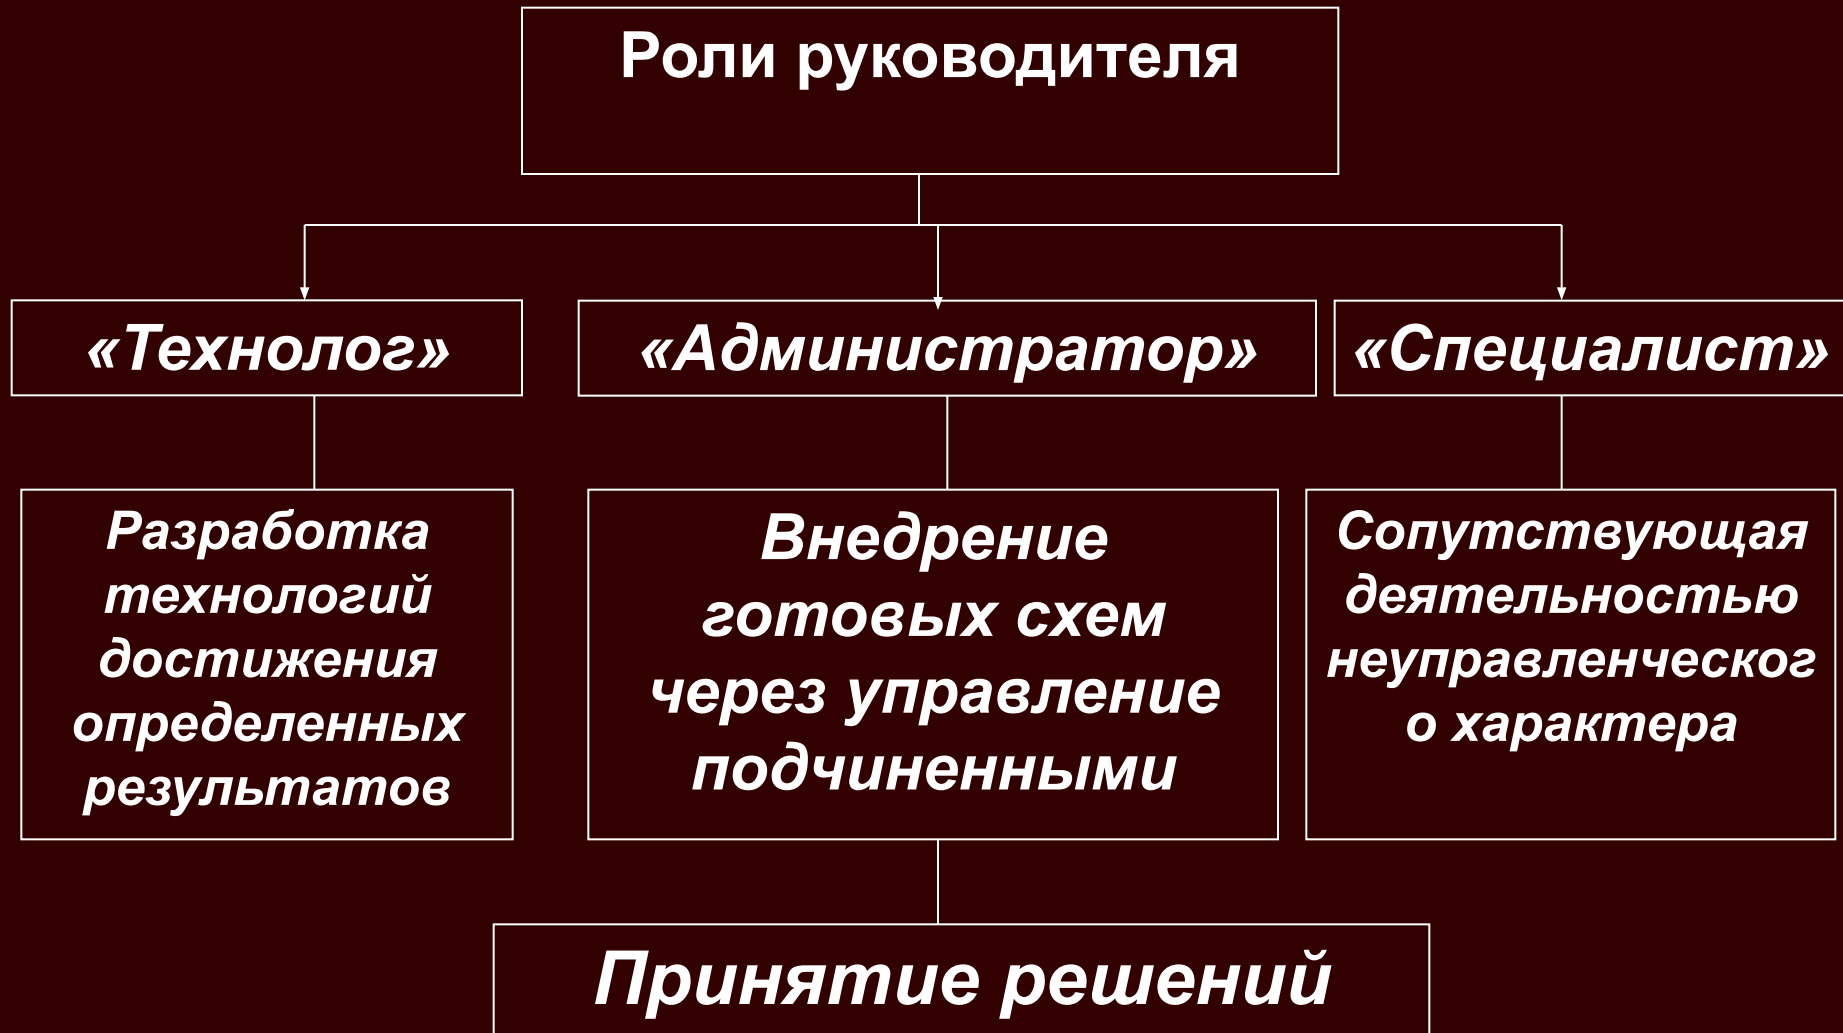 Роли руководителя
«Технолог»
«Администратор»
«Специалист»
Разработка
технологий
достижения
определенных
результатов
Внедрение
готовых схем
через управление
подчиненными
Сопутствующая
деятельностью
неуправленческог
о характера
Принятие решений